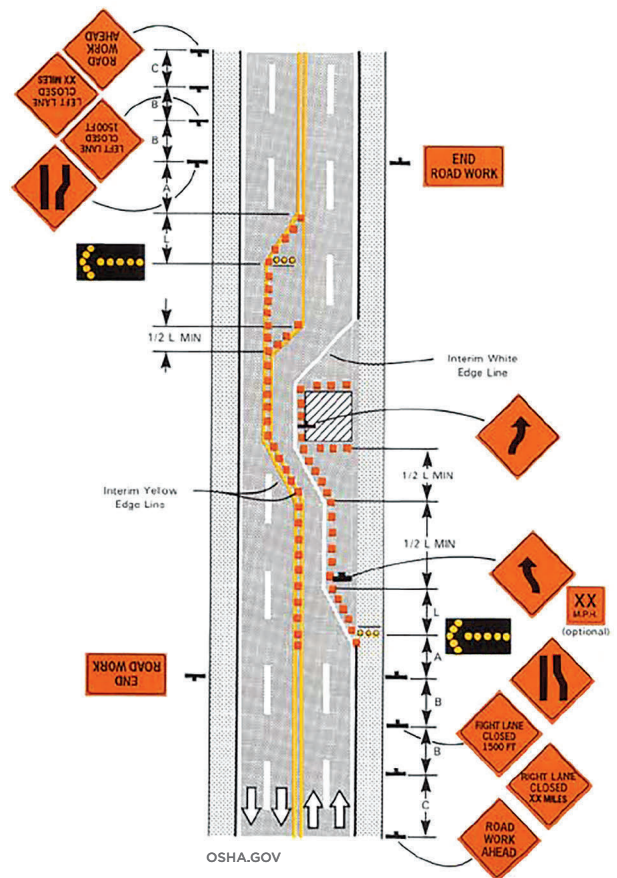 ROAD
WORK
AHEAD
LEFT LANE
CLOSED
XX MILES
LEFT LANE
CLOSED
1500 FT
C
B
B
A
L
1/2 L MIN
END
ROAD WORK
Interim White
Edge Line
1/2 L MIN
Interim Yellow
Edge Line
1/2 L MIN
XX
M.P.H.
(optional)
L
A
END
ROAD WORK
B
RIGHT LANE
CLOSED
1500 FT
B
RIGHT LANE
CLOSED
XX MILES
C
ROAD
WORK
AHEAD
OSHA.GOV